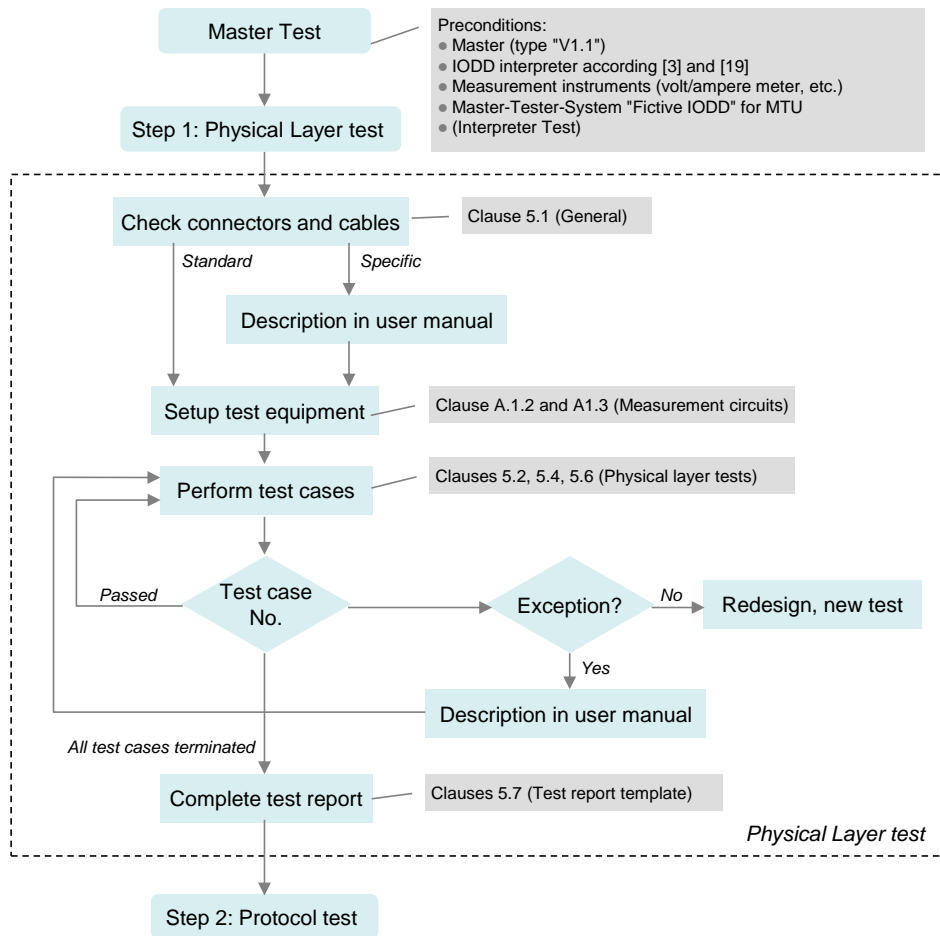 Master Test
Preconditions:
● Master (type "V1.1")
● IODD interpreter according [3] and [19]
● Measurement instruments (volt/ampere meter, etc.)
● Master-Tester-System "Fictive IODD" for MTU
● (Interpreter Test)
Step 1: Physical Layer test
Check connectors and cables
Clause 5.1 (General)
Standard
Specific
Description in user manual
Setup test equipment
Clause A.1.2 and A1.3 (Measurement circuits)
Perform test cases
Clauses 5.2, 5.4, 5.6 (Physical layer tests)
Passed
Test case
No.
Exception?
No
Redesign, new test
Yes
Description in user manual
All test cases terminated
Complete test report
Clauses 5.7 (Test report template)
Physical Layer test
Step 2: Protocol test